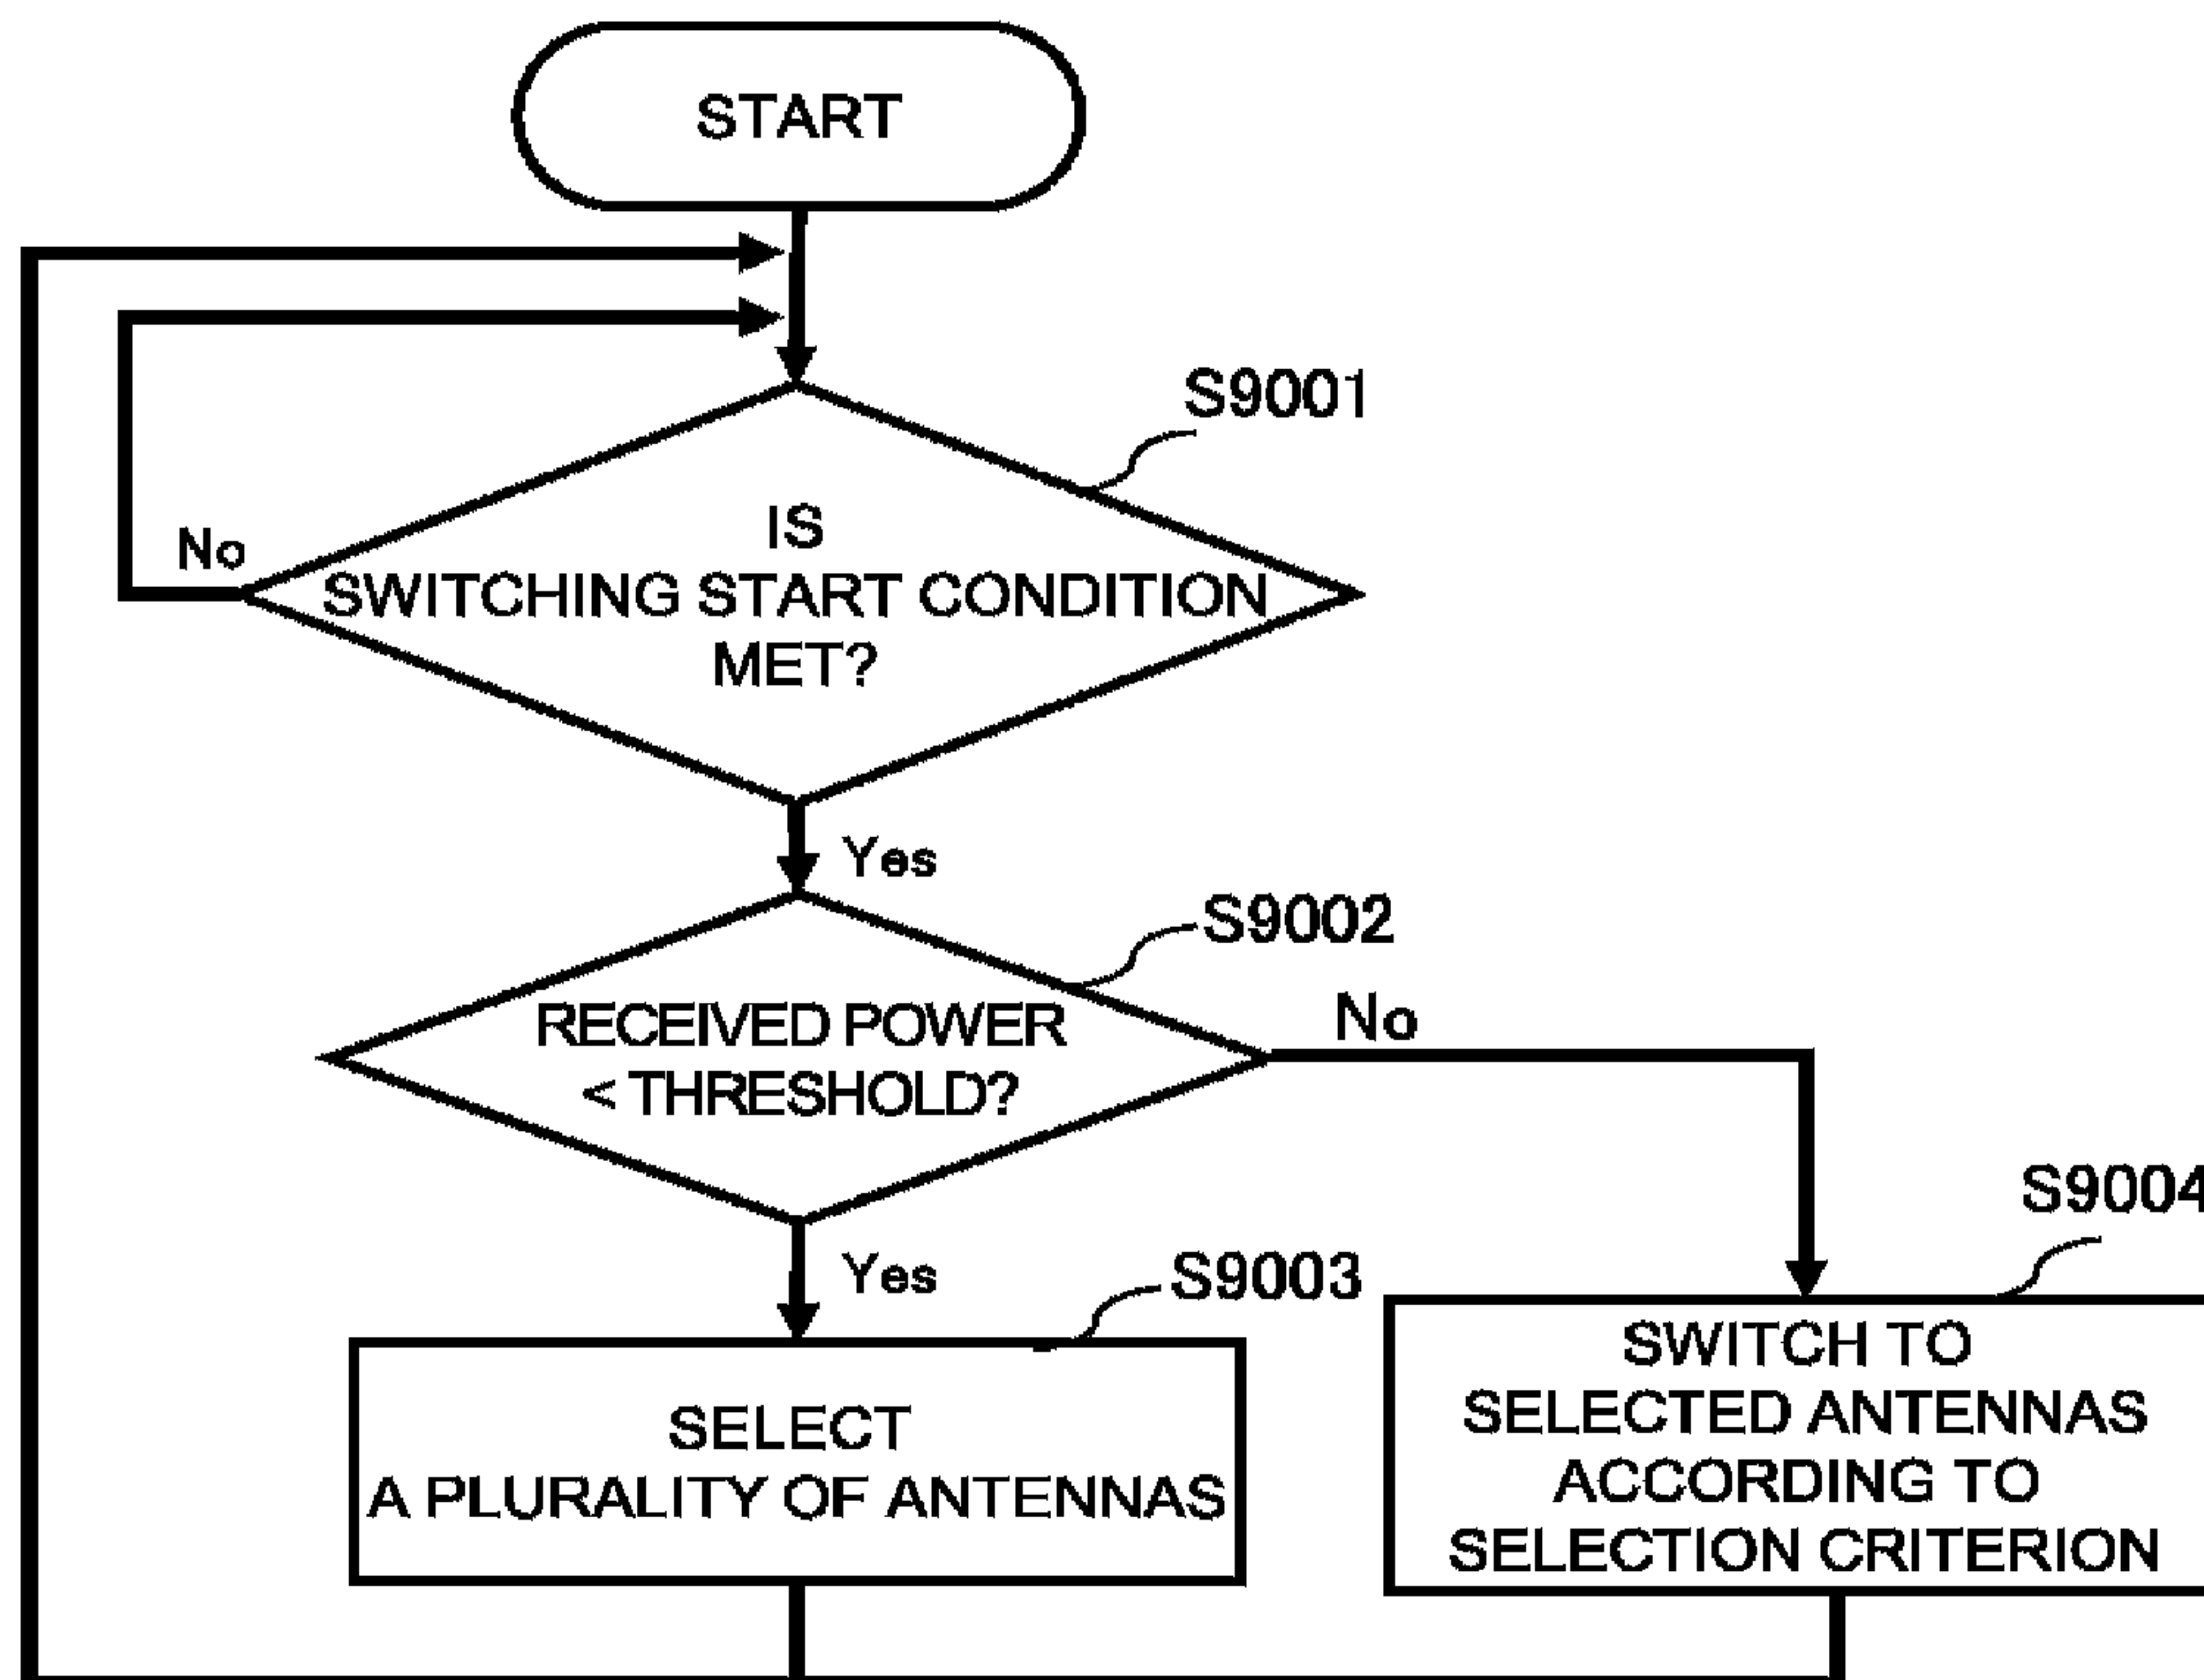 START
S9001
IS
SWITCHING START CONDITION
MET?
No
Yes
S9002
RECEIVED POWER
< THRESHOLD?
No
Yes
S9003
S9004
SELECT
A PLURALITY OF ANTENNAS
SWITCH TO
SELECTED ANTENNAS
ACCORDING TO
SELECTION CRITERION